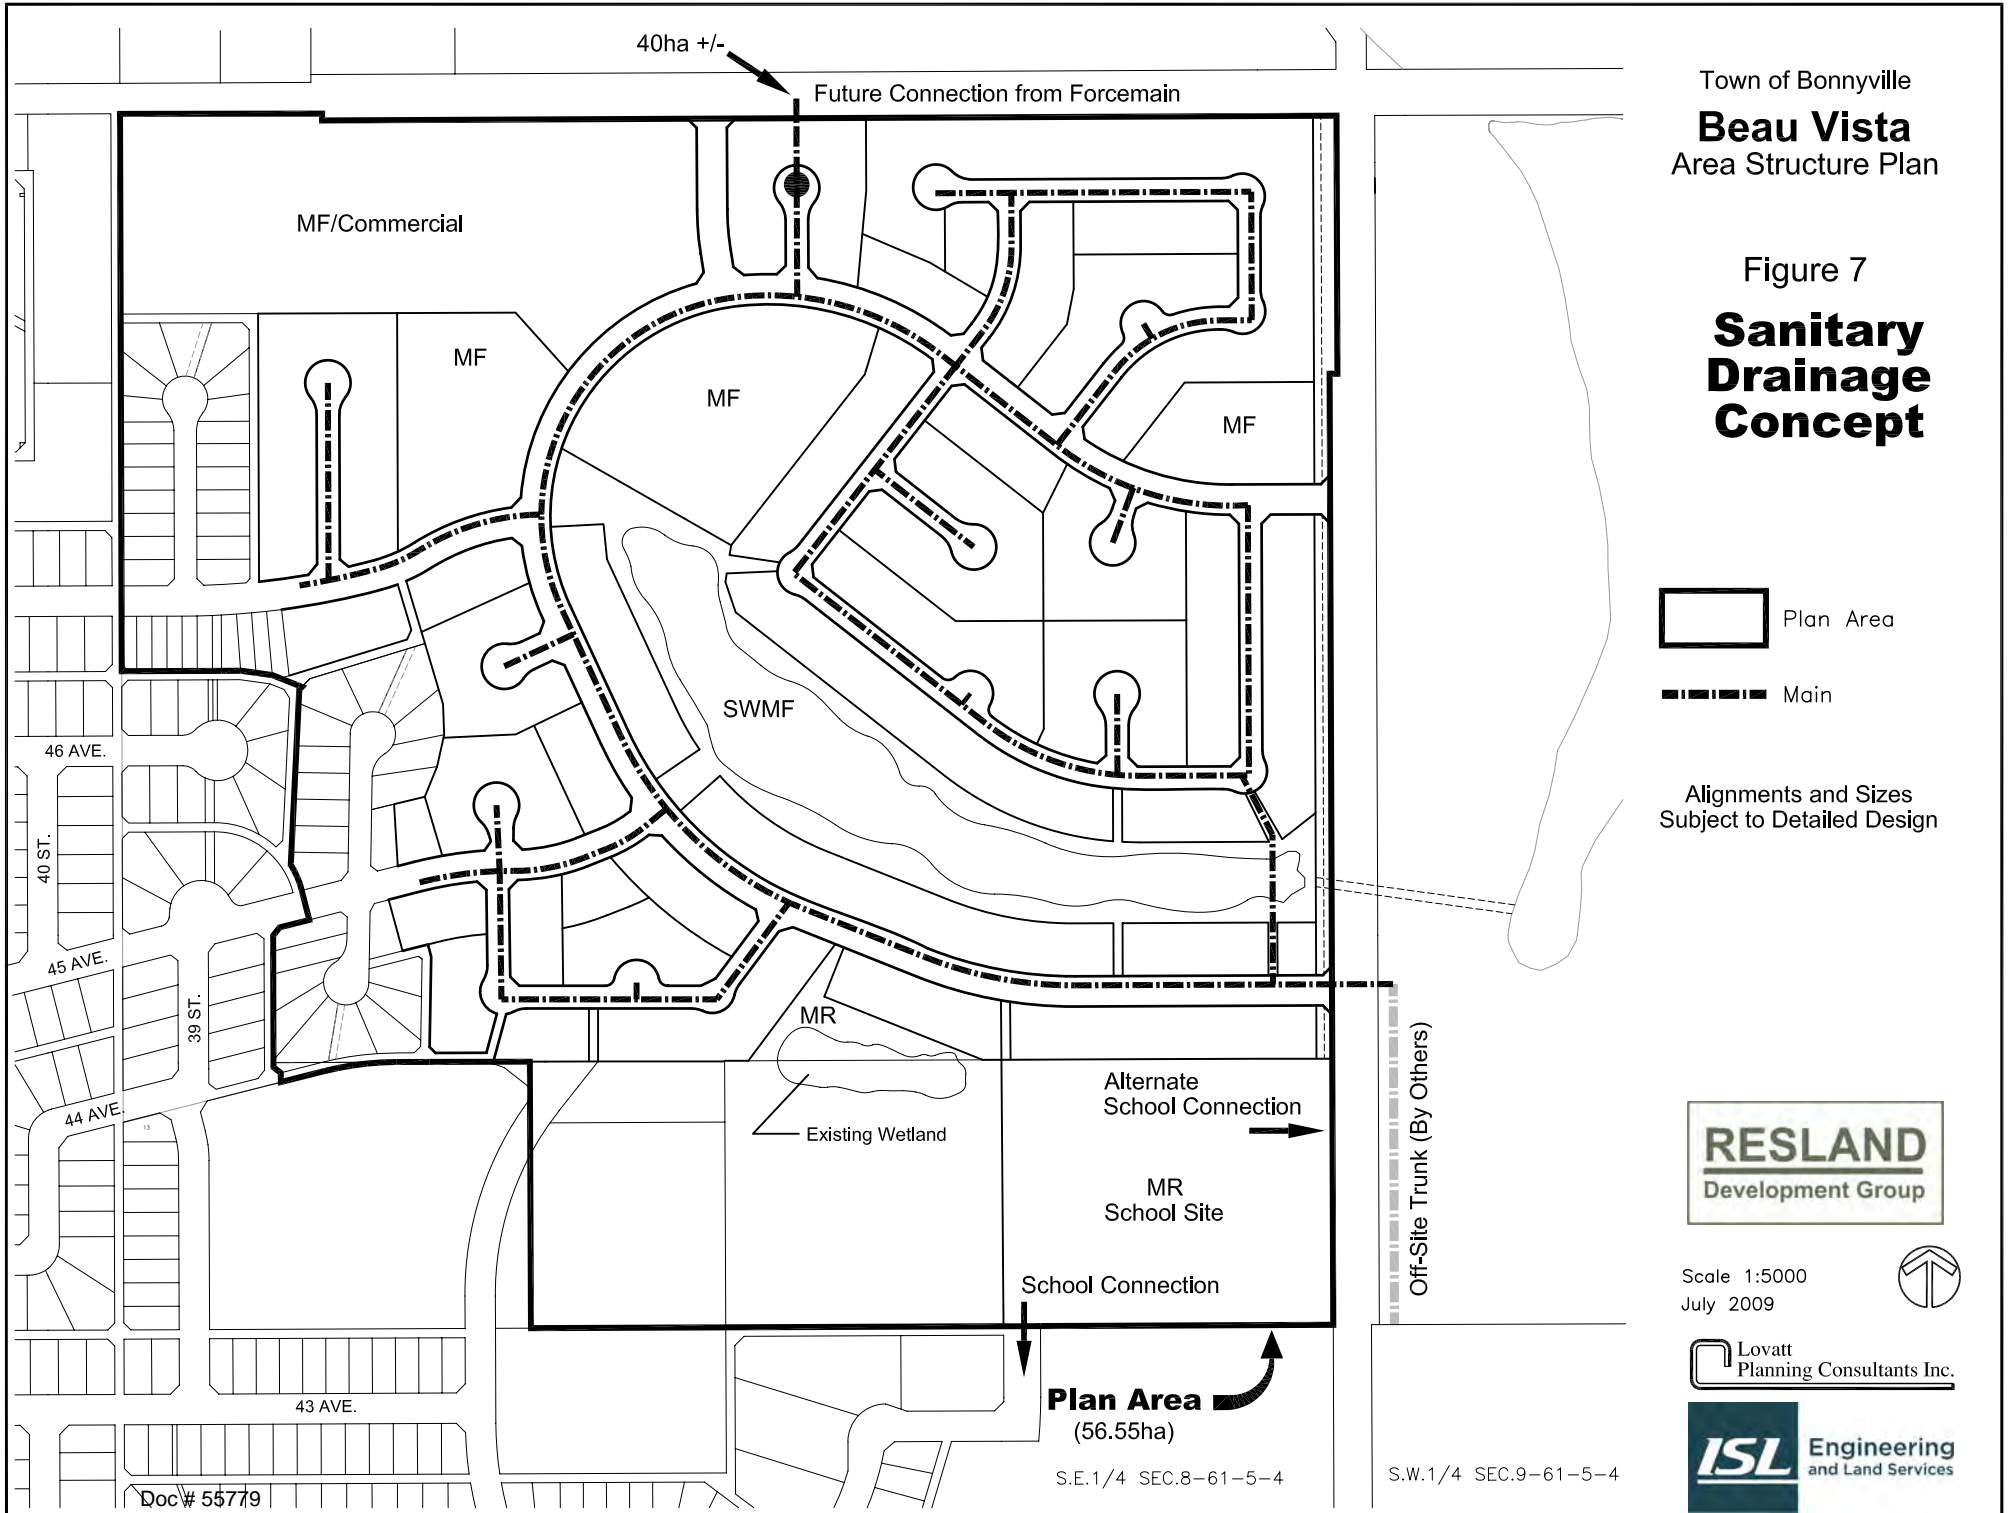 40ha +/-
Future Connection from Forcemain
MF/Commercial
MF
MF
MF
SWMF
46 AVE.
40 ST.
45 AVE.
39 ST.
44 AVE.
13
MR
Existing Wetland
Alternate
School Connection
MR
School Site
School Connection
Off-Site Trunk (By Others)
43 AVE.
Plan Area
(56.55ha)
S.E.1/4 SEC.8-61-5-4
S.W.1/4 SEC.9-61-5-4
Doc # 55779
Town of Bonnyville
Beau Vista
Area Structure Plan
Figure 7
Sanitary
Drainage
Concept
Plan Area
Main
Alignments and Sizes
Subject to Detailed Design
RESLAND
Development Group
Scale 1:5000
July 2009
Lovatt
Planning Consultants Inc.
ISL Engineering
and Land Services